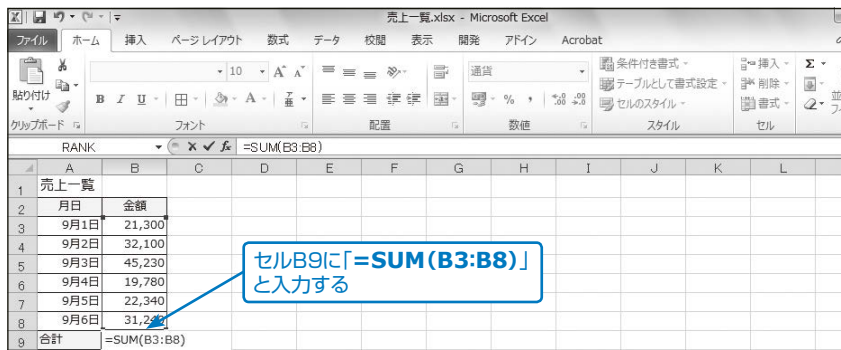 売上一覧.xlsx - Microsoft Excel
ファイル ホーム 挿入 ページ レイアウト 数式 データ 校閲 表示 開発 アドイン Acrobat
貼り付け
10 A A
B I U A
通貨
% ,
条件付き書式
テーブルとして書式設定
セルのスタイル
挿入
削除
書式
Σ
クリップボード フォント 配置 数値 スタイル セル
RANK fx =SUM(B3:B8)
A B C D E F G H I J K L
1 売上一覧
2 月日 金額
3 9月1日 21,300
4 9月2日 32,100
5 9月3日 45,230
6 9月4日 19,780
7 9月5日 22,340
8 9月6日
9 合計 =SUM(B3:B8)
セルB9に「=SUM(B3:B8)」
と入力する